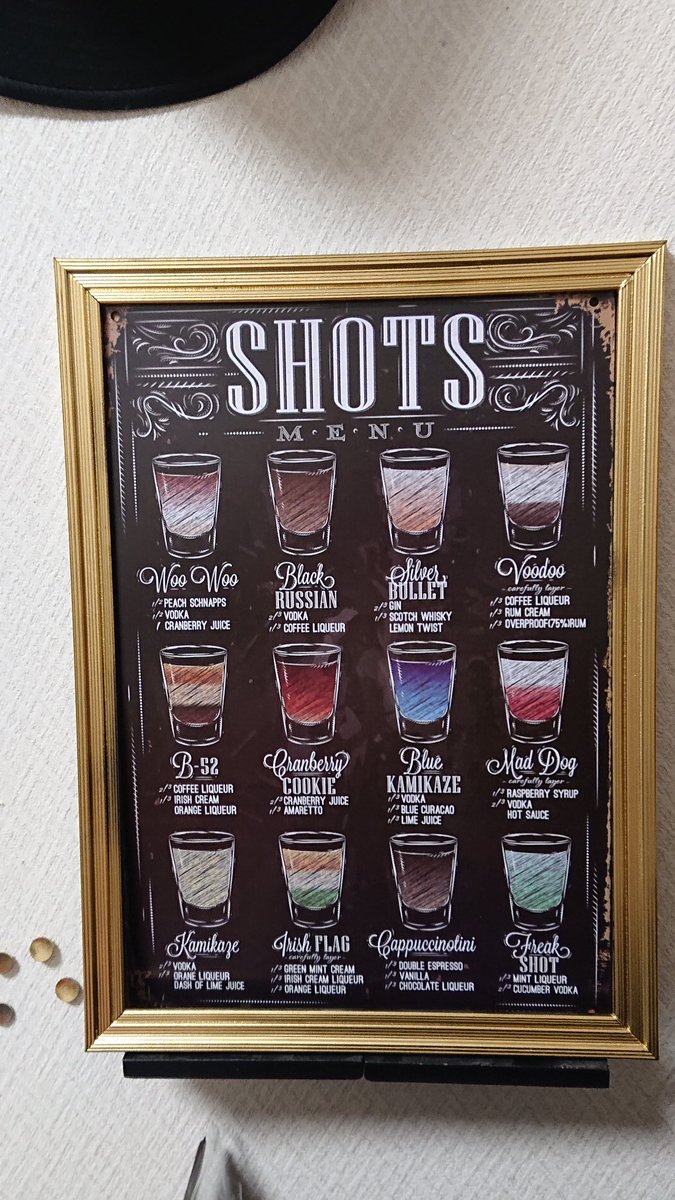 SHOTS
M·E·N·U
Woo Woo
1/2 PEACH SCHNAPPS
1/2 VODKA
1 CRANBERRY JUICE
Black
RUSSIAN
2/3 VODKA
1/3 COFFEE LIQUEUR
Silver
BULLET
2/3 GIN
1/3 SCOTCH WHISKY
LEMON TWIST
Voodoo
- carefully layer -
1/3 COFFEE LIQUEUR
1/3 RUM CREAM
1/3 OVERPROOF(75%)RUM
B-52
2/3 COFFEE LIQUEUR
1/3 IRISH CREAM
ORANGE LIQUEUR
Cranberry
COOKIE
2/3 CRANBERRY JUICE
1/3 AMARETTO
Blue
KAMIKAZE
1/3 VODKA
1/3 BLUE CURACAO
1/3 LIME JUICE
Mad Dog
- carefully layer -
1/3 RASPBERRY SYRUP
2/3 VODKA
HOT SAUCE
Kamikaze
2/3 VODKA
1/3 ORANE LIQUEUR
DASH OF LIME JUICE
Irish FLAG
- carefully layer -
1/3 GREEN MINT CREAM
1/3 IRISH CREAM LIQUEUR
1/3 ORANGE LIQUEUR
Cappuccinolini
1/3 DOUBLE ESPRESSO
1/3 VANILLA
1/3 CHOCOLATE LIQUEUR
Freak
SHOT
1/3 MINT LIQUEUR
2/3 CUCUMBER VODKA